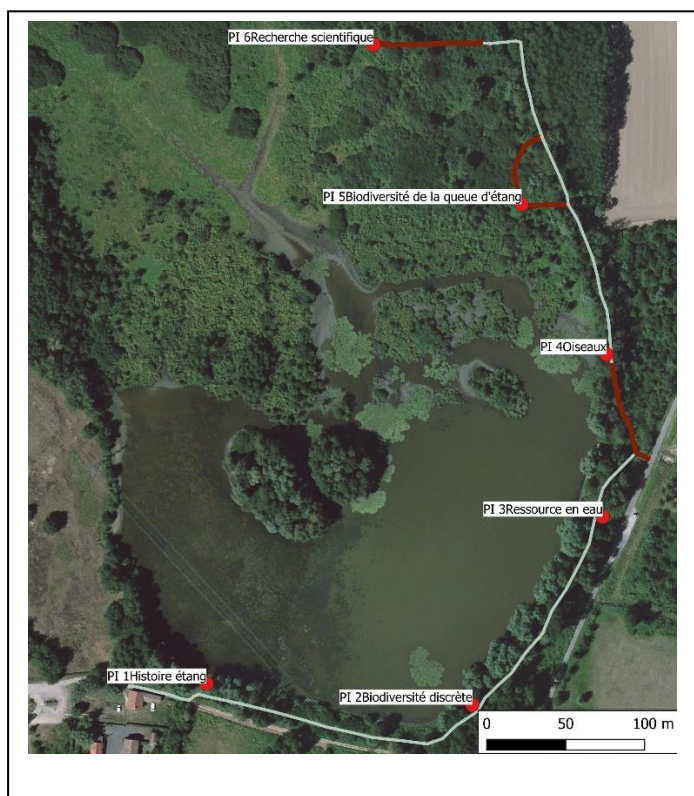 PI 6Recherche scientifique
PI 5Biodiversité de la queue d'étang
PI 4Oiseaux
PI 3Ressource en eau
PI 1Histoire étang
PI 2Biodiversité discrète
0 50 100 m